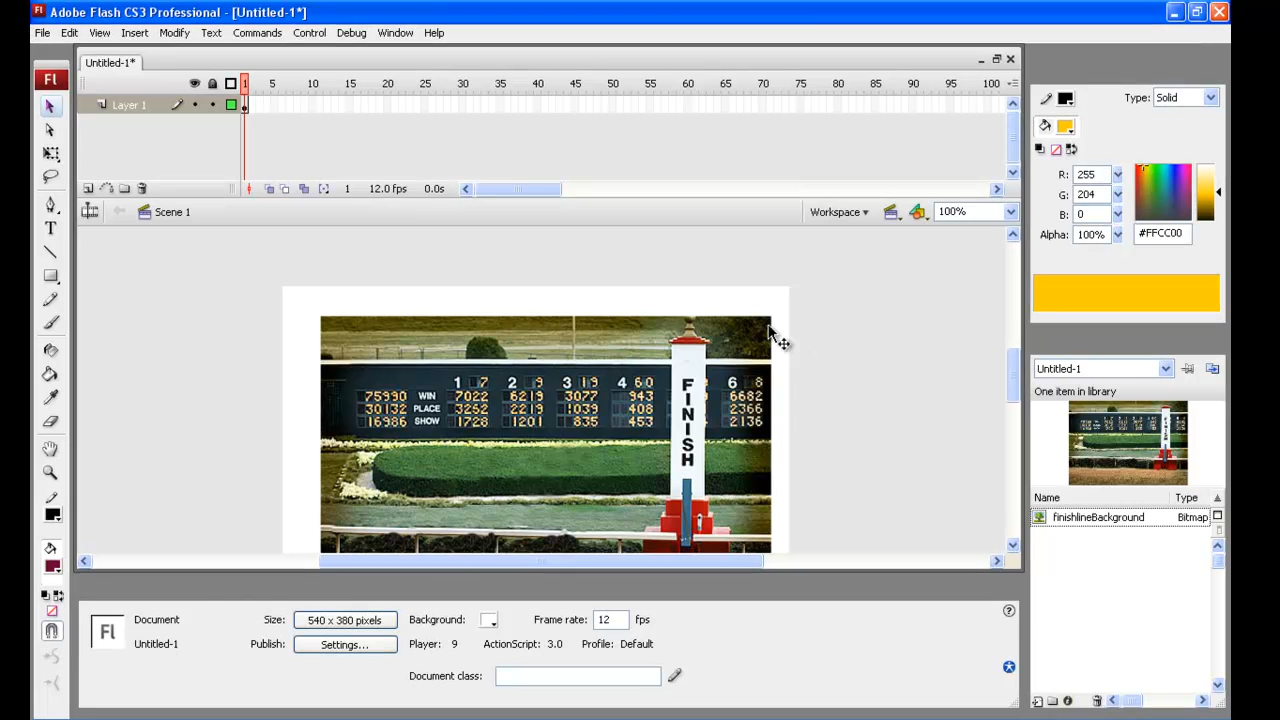 Adobe Flash CS3 Professional - [Untitled-1*]
File Edit View Insert Modify Text Commands Control Debug Window Help
Untitled-1*
1 5 10 15 20 25 30 35 40 45 50 55 60 65 70 75 80 85 90 95 100
Layer 1
1 12.0 fps 0.0s
Scene 1 Workspace 100%
Fl
Type: Solid
R: 255
G: 204
B: 0
Alpha: 100% #FFCC00
1 7 2 9 3 19 4 60 6 8
75990 WIN 7022 6219 3077 943 6682
30132 PLACE 3252 2219 1039 408 2366
16986 SHOW 1728 1201 835 453 2136
FINISH
Untitled-1
One item in library
FINISH
Name Type
finishlineBackground Bitmap
Fl
Document Size: 540 x 380 pixels Background: Frame rate: 12 fps
Untitled-1 Publish: Settings... Player: 9 ActionScript: 3.0 Profile: Default
Document class: